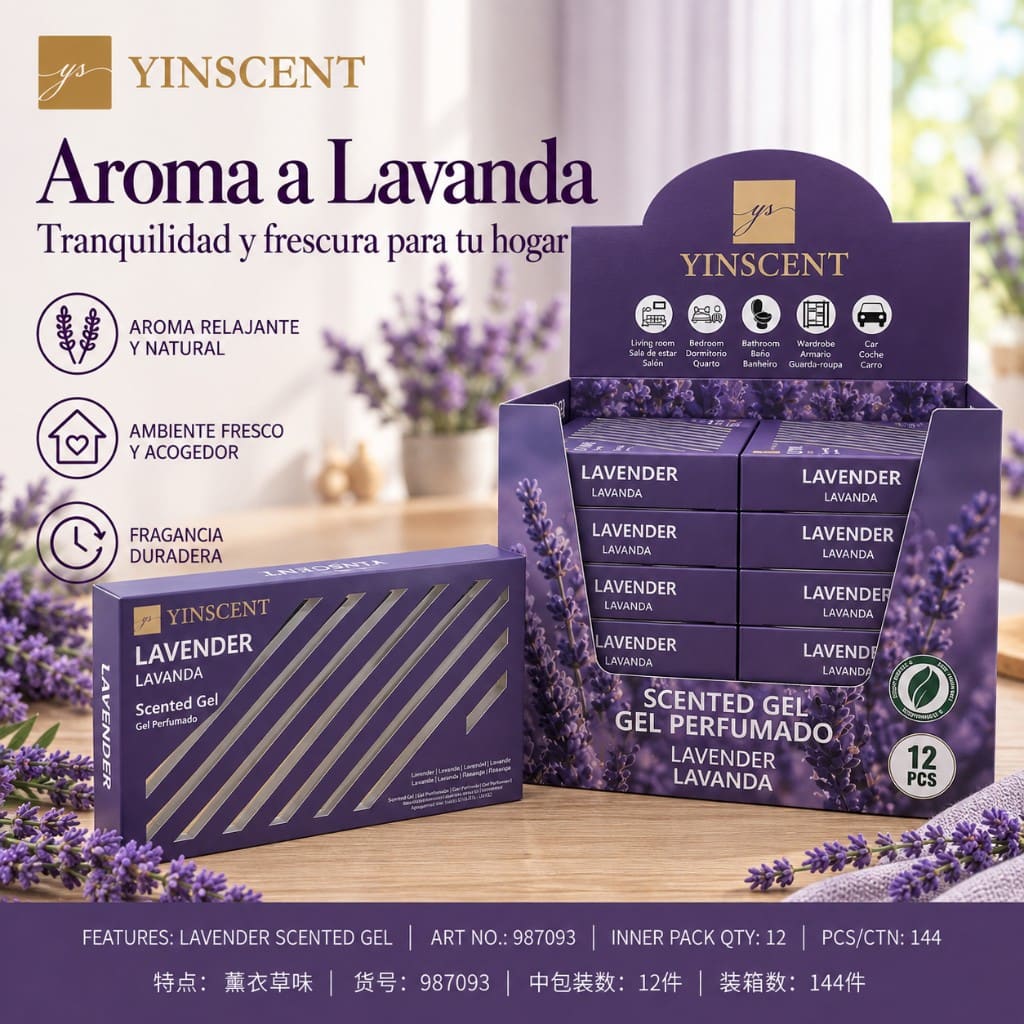 ys YINSCENT
Aroma a Lavanda
Tranquilidad y frescura para tu hogar
AROMA RELAJANTE
Y NATURAL
AMBIENTE FRESCO
Y ACOGEDOR
FRAGANCIA
DURADERA
ys
YINSCENT
Living room
Sala de estar
Salón
Bedroom
Dormitorio
Quarto
Bathroom
Baño
Banheiro
Wardrobe
Armario
Guarda-roupa
Car
Coche
Carro
LAVENDER
LAVANDA
LAVENDER
LAVANDA
LAVENDER
LAVANDA
LAVENDER
LAVANDA
LAVENDER
LAVANDA
LAVENDER
LAVANDA
LAVENDER
LAVANDA
LAVENDE
LAVANDA
SCENTED GEL
GEL PERFUMADO
LAVENDER
LAVANDA
12
PCS
YINSCENT
ys YINSCENT
LAVENDER
LAVANDA
Scented Gel
Gel Perfumado
LAVENDER
FEATURES: LAVENDER SCENTED GEL | ART NO.: 987093 | INNER PACK QTY: 12 | PCS/CTN: 144
特点： 薰衣草味 | 货号：987093 | 中包装数：12件 | 装箱数：144件